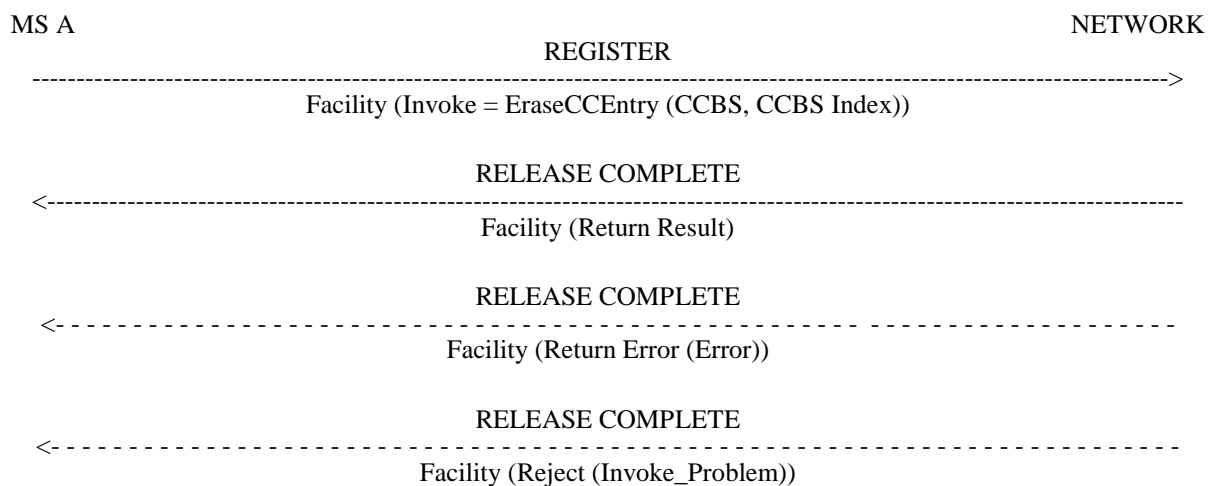 MS A NETWORK
REGISTER
Facility (Invoke = EraseCCEntry (CCBS, CCBS Index))
RELEASE COMPLETE
Facility (Return Result)
RELEASE COMPLETE
Facility (Return Error (Error))
RELEASE COMPLETE
Facility (Reject (Invoke_Problem))